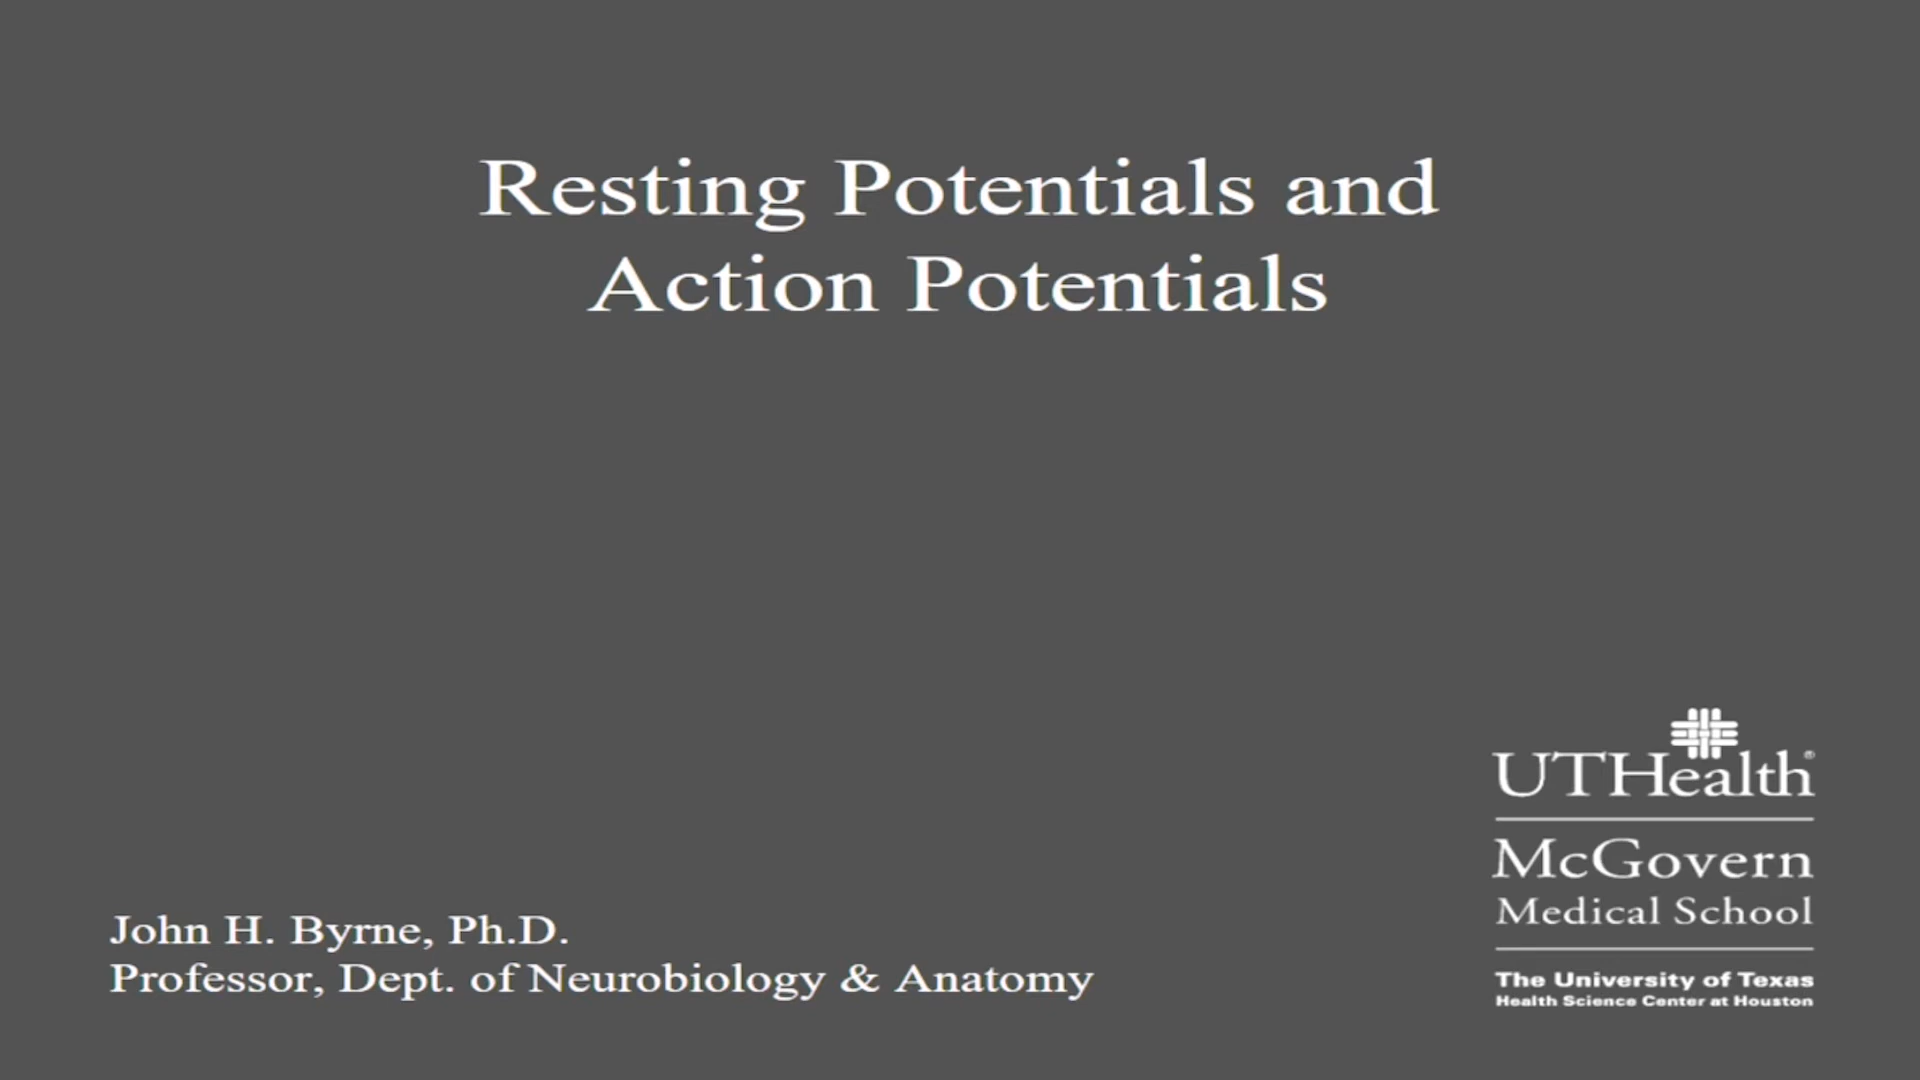 Resting Potentials and
Action Potentials
John H. Byrne, Ph.D.
Professor, Dept. of Neurobiology & Anatomy
UTHealth®
McGovern
Medical School
The University of Texas
Health Science Center at Houston